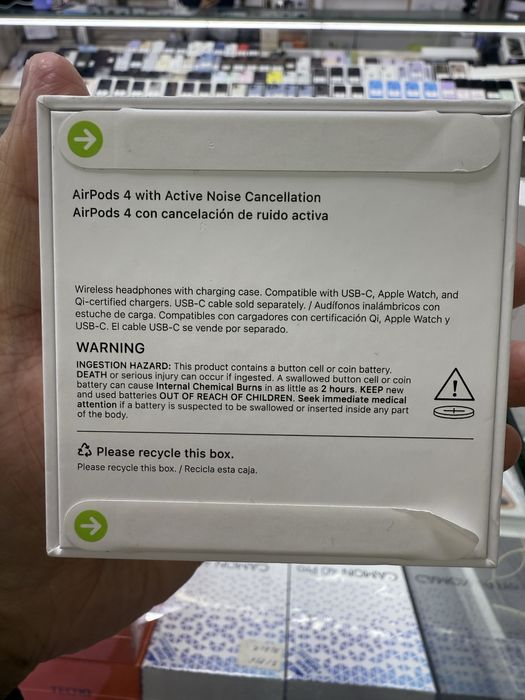 AirPods 4 with Active Noise Cancellation
AirPods 4 con cancelación de ruido activa
Wireless headphones with charging case. Compatible with USB-C, Apple Watch, and
Qi-certified chargers. USB-C cable sold separately. / Audífonos inalámbricos con
estuche de carga. Compatibles con cargadores con certificación Qi, Apple Watch y
USB-C. El cable USB-C se vende por separado.
WARNING
INGESTION HAZARD: This product contains a button cell or coin battery.
DEATH or serious injury can occur if ingested. A swallowed button cell or coin
battery can cause Internal Chemical Burns in as little as 2 hours. KEEP new
and used batteries OUT OF REACH OF CHILDREN. Seek immediate medical
attention if a battery is suspected to be swallowed or inserted inside any part
of the body.
Please recycle this box.
Please recycle this box. / Recicla esta caja.
CAMON
CAMON 40 Pro
TECNO